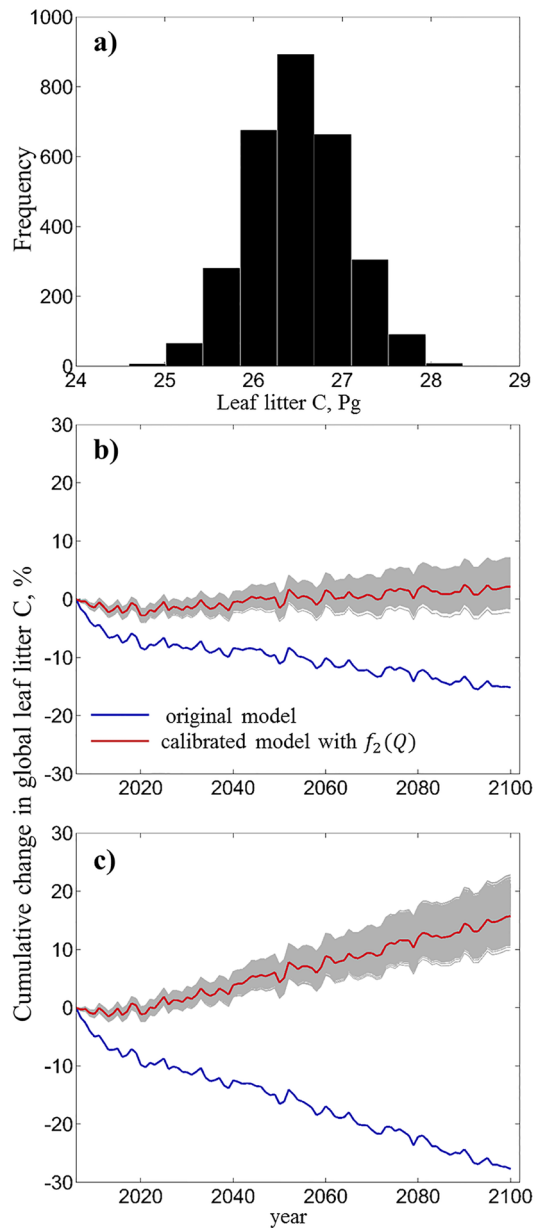 a)
1000
800
600
400
200
0
Frequency
24 25 26 27 28 29
Leaf litter C, Pg
Cumulative change in global leaf litter C, %
b)
30
20
10
0
-10
-20
-30
original model
calibrated model with f₂(Q)
2020 2040 2060 2080 2100
c)
30
20
10
0
-10
-20
-30
2020 2040 2060 2080 2100
year